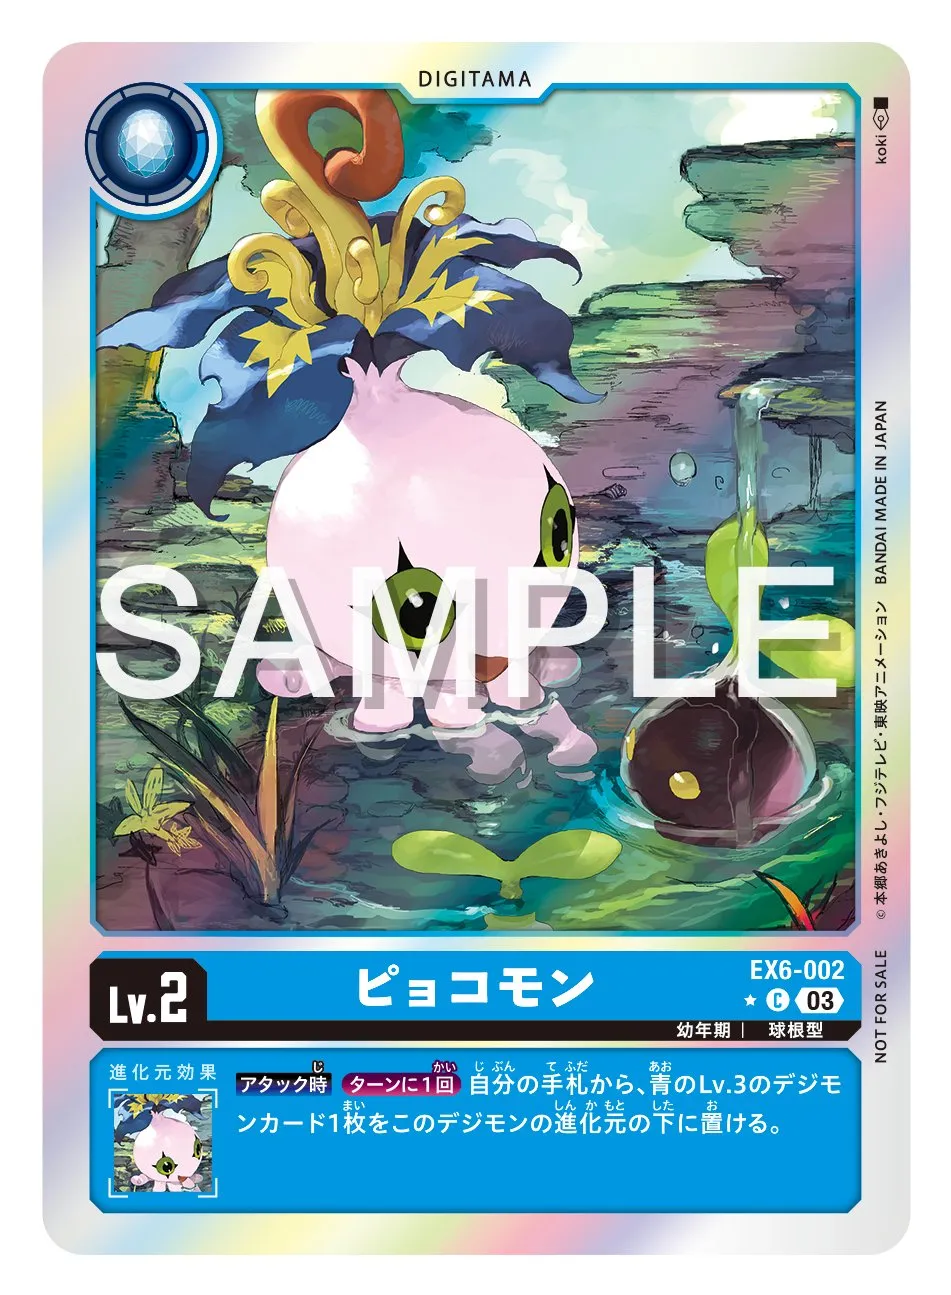 DIGITAMA
koki
BANDAI MADE IN JAPAN
© 本郷あきよし・フジテレビ・東映アニメーション
NOT FOR SALE
SAMPLE
Lv.2
ピョコモン
EX6-002
C 03
幼年期 | 球根型
進化元効果
アタック時 ターンに1回 自分の手札から、青のLv.3のデジモ
ンカード1枚をこのデジモンの進化元の下に置ける。